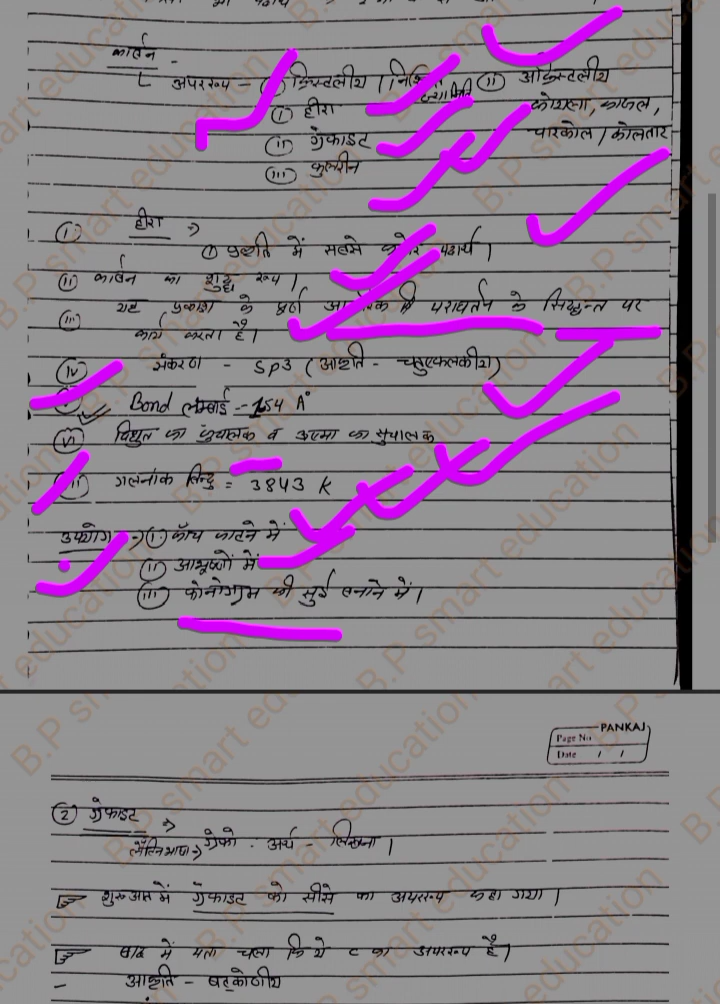 कार्बन -
अपररूप - (i) क्रिस्टलीय / निश्चित (ii) अक्रिस्टलीय
(i) हीरा कोयला, काजल,
(ii) ग्रेफाइट चारकोल / कोलतार
(iii) फुलरीन
(i) हीरा ⇒
(i) प्रकृति में सबसे कठोर पदार्थ।
(ii) कार्बन का शुद्ध रूप।
(iii) यह प्रकाश के पूर्ण आन्तरिक परावर्तन के सिद्धान्त पर
कार्य करता है।
(iv) संकरण - sp3 (आकृति - चतुष्फलकीय)
Bond लम्बाई - 1.54 A°
(vi) विद्युत का कुचालक व ऊष्मा का सुचालक
गलनांक बिन्दु = 3843 K
उपयोग → (i) काँच काटने में
(ii) आभूषणों में
(iii) फोनोग्राम की सुई बनाने में।
PANKAJ
Page No.
Date / /
(2) ग्रेफाइट ⇒
लैटिन भाषा → ग्रेफो : अर्थ - लिखना।
शुरुआत में ग्रेफाइट को सीसे का अपररूप कहा गया।
बाद में पता चला कि ये C का अपररूप है।
- आकृति - षट्कोणीय
B.P smart education